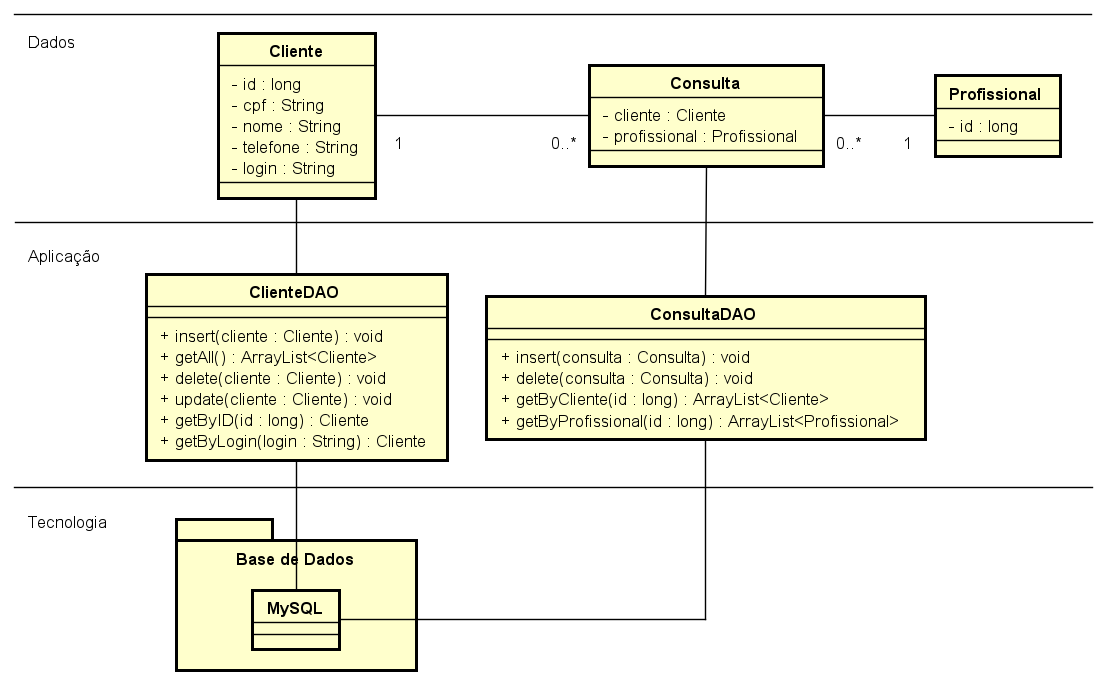 Dados
Cliente
- id : long
- cpf : String
- nome : String
- telefone : String
- login : String
1
0..*
Consulta
- cliente : Cliente
- profissional : Profissional
0..*
1
Profissional
- id : long
Aplicação
ClienteDAO
+ insert(cliente : Cliente) : void
+ getAll() : ArrayList<Cliente>
+ delete(cliente : Cliente) : void
+ update(cliente : Cliente) : void
+ getByID(id : long) : Cliente
+ getByLogin(login : String) : Cliente
ConsultaDAO
+ insert(consulta : Consulta) : void
+ delete(consulta : Consulta) : void
+ getByCliente(id : long) : ArrayList<Cliente>
+ getByProfissional(id : long) : ArrayList<Profissional>
Tecnologia
Base de Dados
MySQL